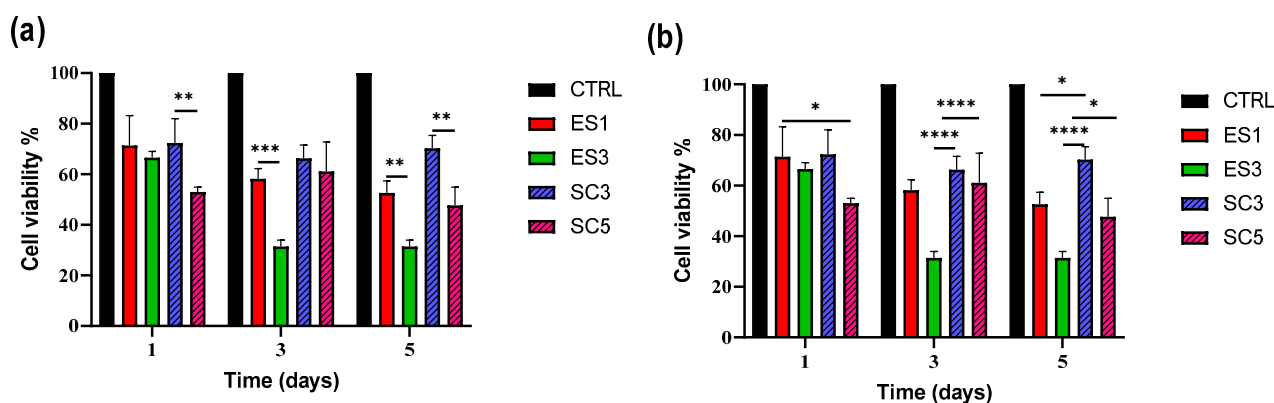 (a)
Cell viability %
100
80
60
40
20
0
**
***
**
**
1
3
5
Time (days)
CTRL
ES1
ES3
SC3
SC5
(b)
Cell viability %
100
80
60
40
20
0
*
****
****
*
*
****
1
3
5
Time (days)
CTRL
ES1
ES3
SC3
SC5